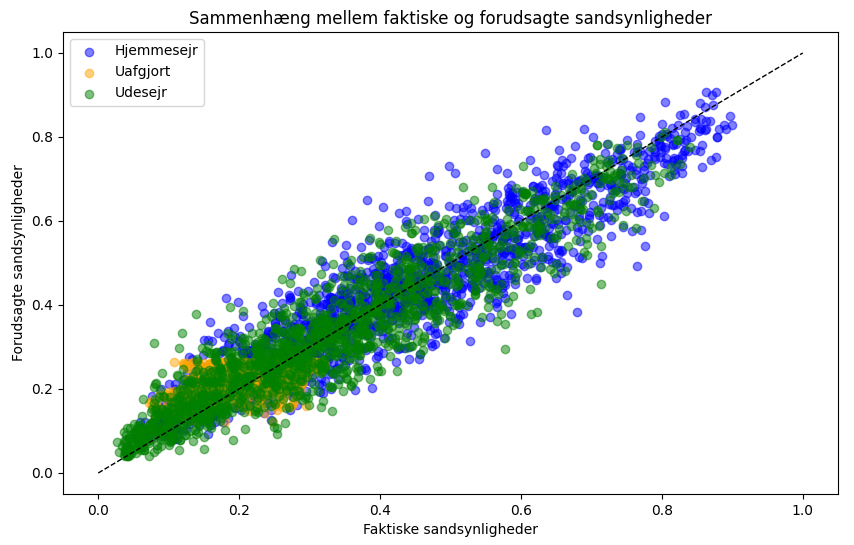 Sammenhæng mellem faktiske og forudsagte sandsynligheder
Hjemmesejr
Uafgjort
Udesejr
Forudsagte sandsynligheder
1.0
0.8
0.6
0.4
0.2
0.0
0.0 0.2 0.4 0.6 0.8 1.0
Faktiske sandsynligheder